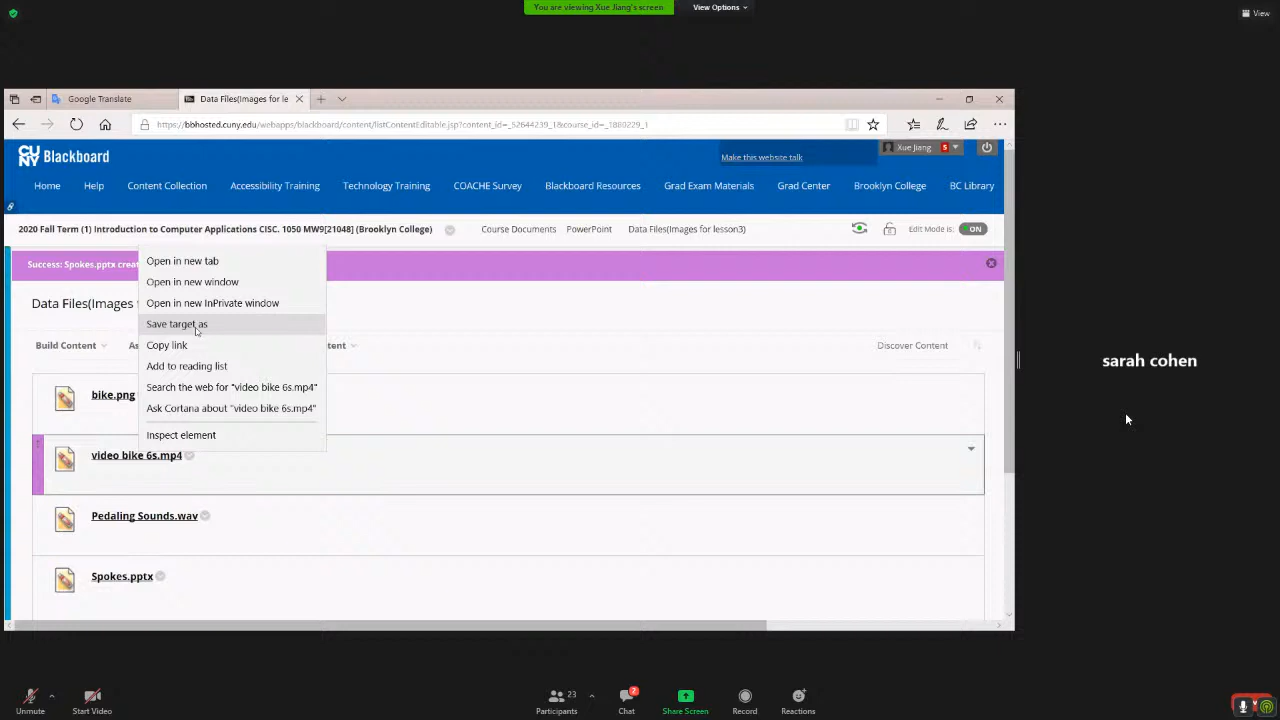 You are viewing Xue Jiang's screen
View Options
View
Google Translate
Data Files(Images for le
https://bbhosted.cuny.edu/webapps/blackboard/content/listContentEditable.jsp?content_id=_52644239_1&course_id=_1880229_1
CUNY Blackboard
Make this website talk
Xue Jiang
5
Home
Help
Content Collection
Accessibility Training
Technology Training
COACHE Survey
Blackboard Resources
Grad Exam Materials
Grad Center
Brooklyn College
BC Library
2020 Fall Term (1) Introduction to Computer Applications CISC. 1050 MW9[21048] (Brooklyn College)
Course Documents
PowerPoint
Data Files(Images for lesson3)
Edit Mode is:
ON
Success: Spokes.pptx creat
Data Files(Images
Open in new tab
Open in new window
Open in new InPrivate window
Save target as
Copy link
Add to reading list
Search the web for "video bike 6s.mp4"
Ask Cortana about "video bike 6s.mp4"
Inspect element
Build Content
As
tent
Discover Content
bike.png
video bike 6s.mp4
Pedaling Sounds.wav
Spokes.pptx
sarah cohen
Unmute
Start Video
23
Participants
2
Chat
Share Screen
Record
Reactions